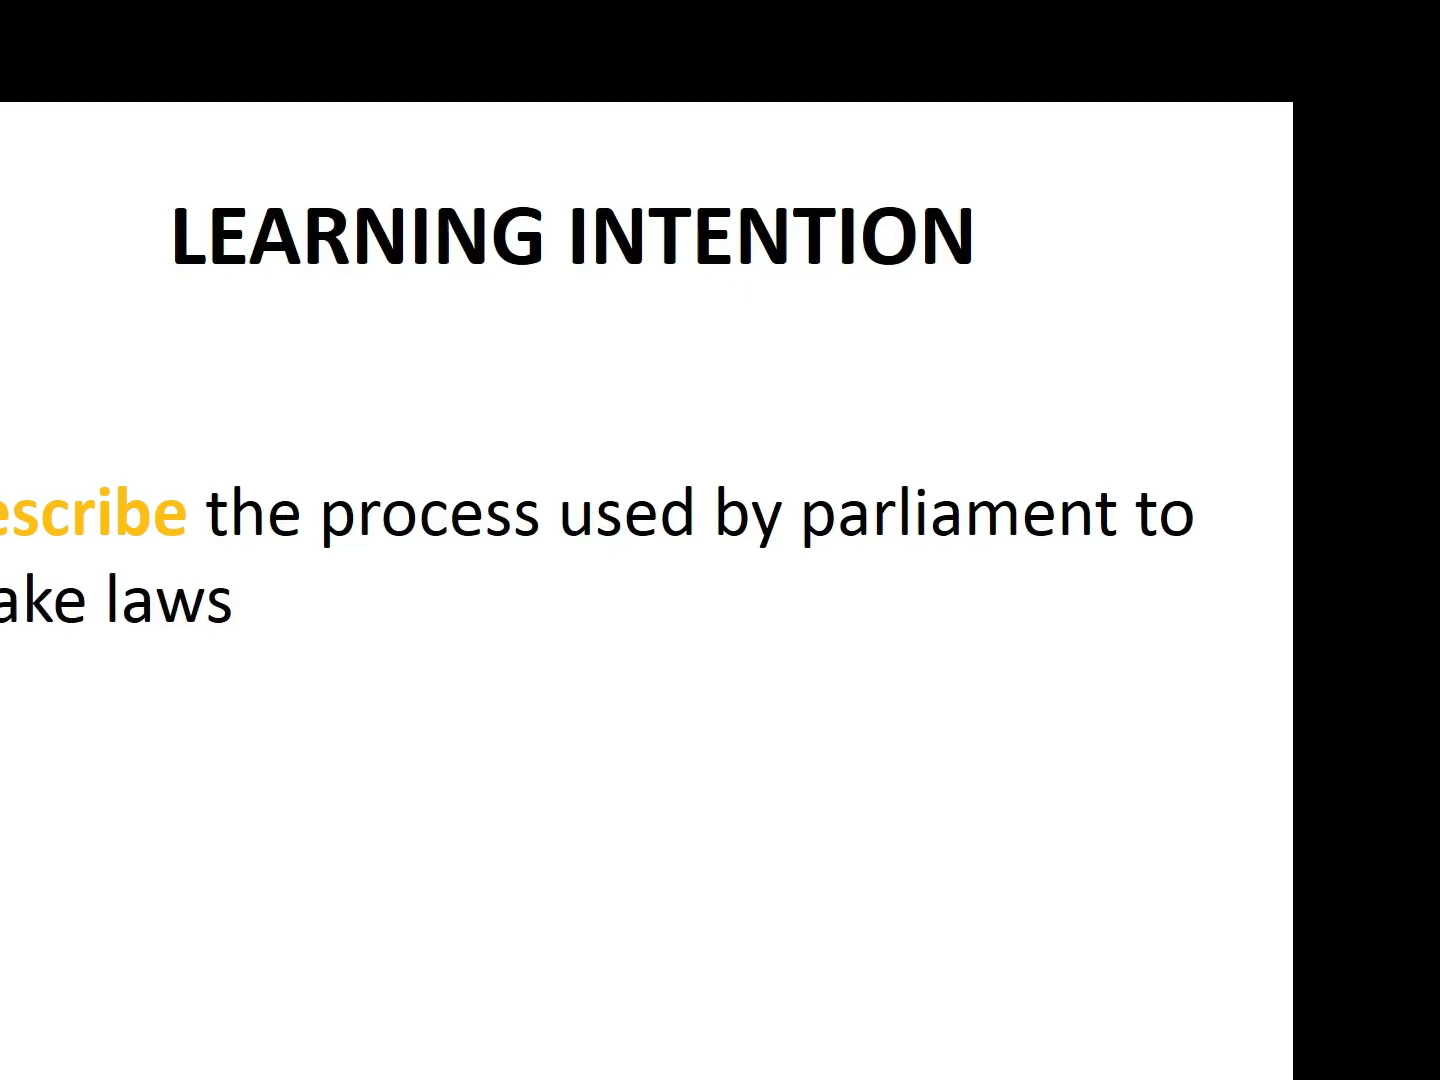 LEARNING INTENTION
escribe the process used by parliament to
ake laws